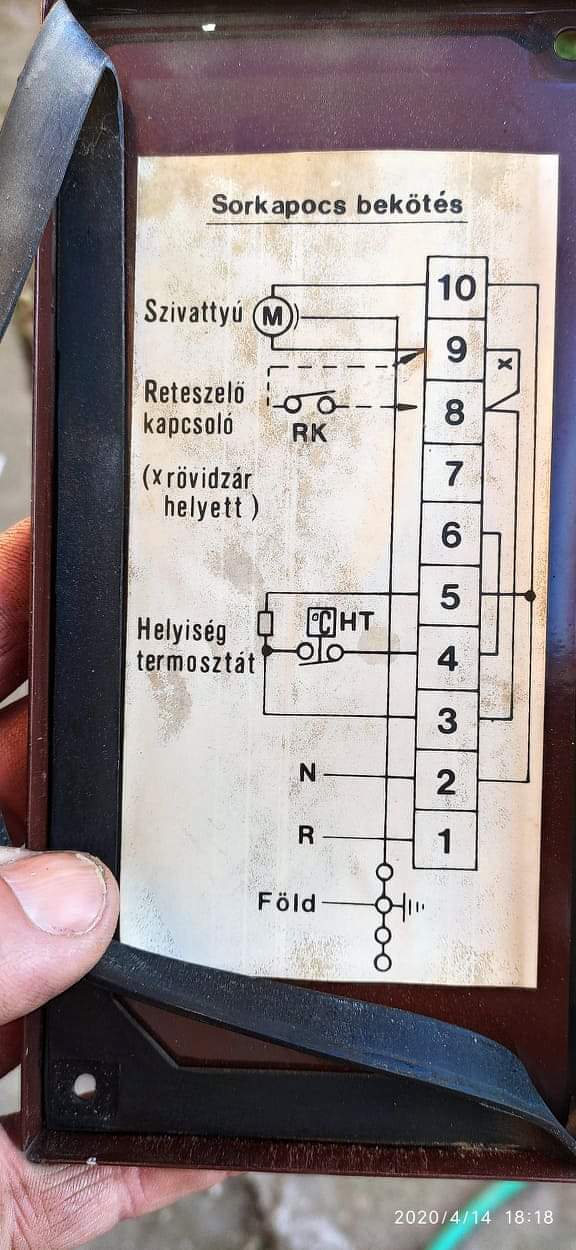 Sorkapocs bekötés
10
Szivattyú M
9
x
Reteszelő
kapcsoló
8
RK
(x rövidzár
helyett)
7
6
5
°C HT
Helyiség
termosztát
4
3
N
2
R
1
Föld
2020/4/14 18:18